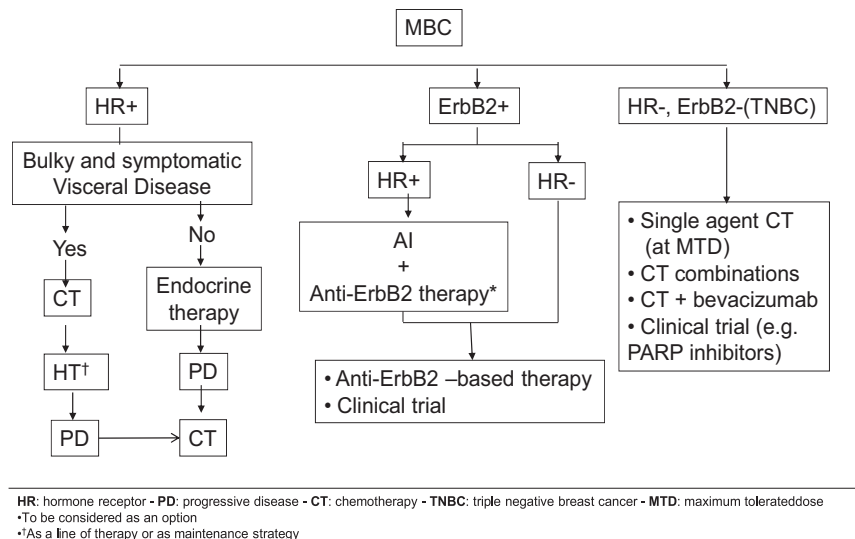 MBC
HR+
Bulky and symptomatic
Visceral Disease
Yes
No
CT
Endocrine
therapy
HT†
PD
PD
CT
ErbB2+
HR+
HR-
AI
+
Anti-ErbB2 therapy*
• Anti-ErbB2 –based therapy
• Clinical trial
HR-, ErbB2-(TNBC)
• Single agent CT
(at MTD)
• CT combinations
• CT + bevacizumab
• Clinical trial (e.g.
PARP inhibitors)
HR: hormone receptor - PD: progressive disease - CT: chemotherapy - TNBC: triple negative breast cancer - MTD: maximum tolerateddose
•To be considered as an option
•†As a line of therapy or as maintenance strategy